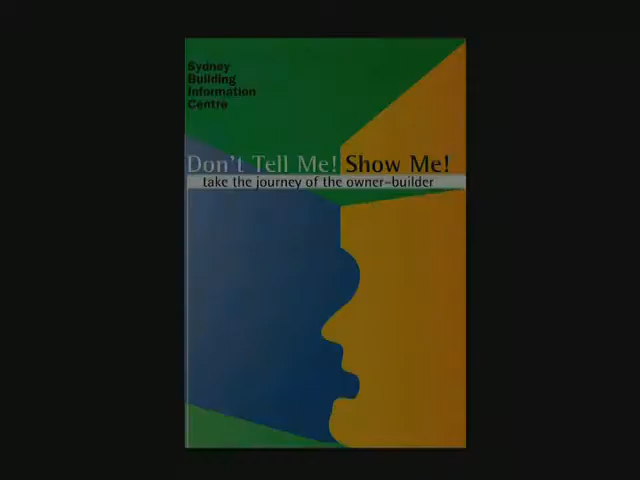 Sydney
Building
Information
Centre
Don't Tell Me! Show Me!
take the journey of the owner-builder